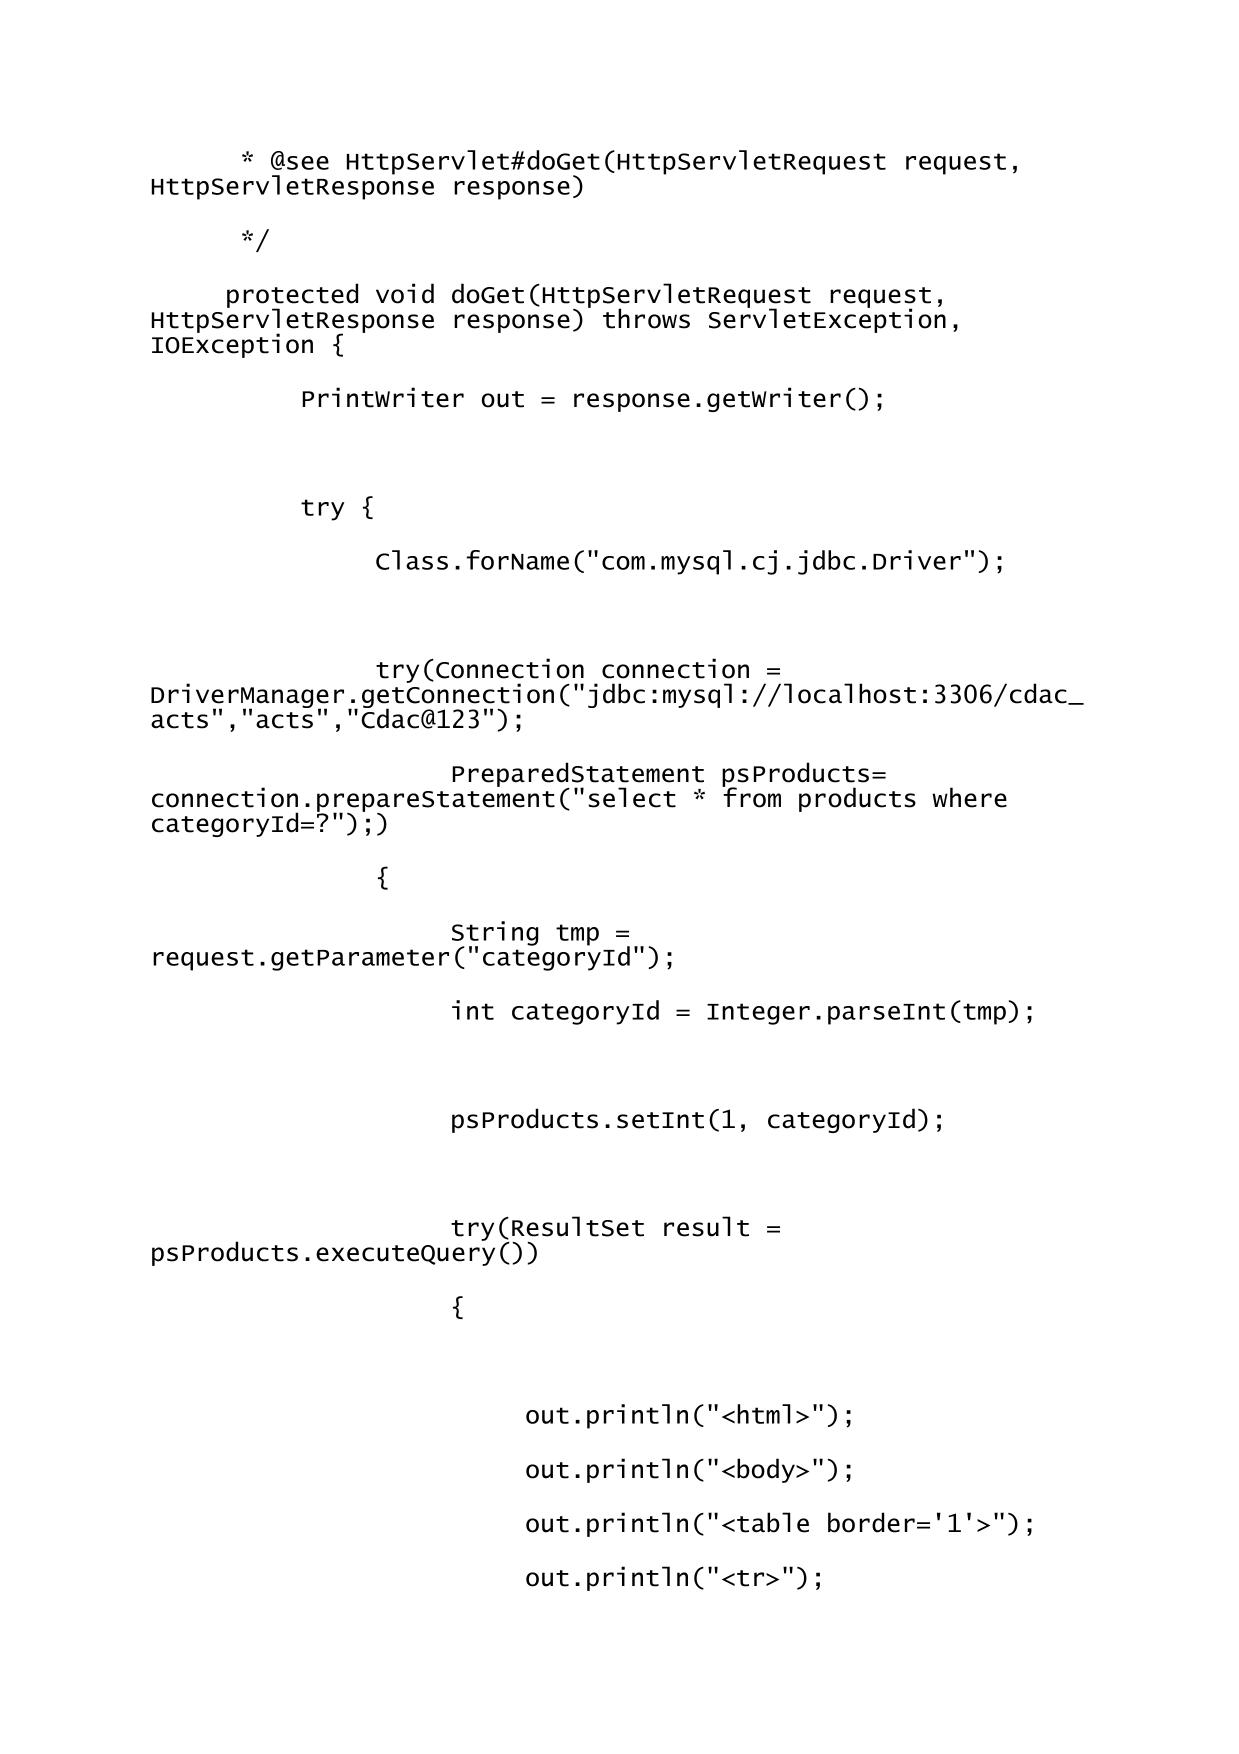 * @see HttpServlet#doGet(HttpServletRequest request,
HttpServletResponse response)
*/
protected void doGet(HttpServletRequest request,
HttpServletResponse response) throws ServletException,
IOException {
PrintWriter out = response.getWriter();
try {
Class.forName("com.mysql.cj.jdbc.Driver");
try(Connection connection =
DriverManager.getConnection("jdbc:mysql://localhost:3306/cdac_
acts","acts","Cdac@123");
PreparedStatement psProducts=
connection.prepareStatement("select * from products where
categoryId=?");)
{
String tmp =
request.getParameter("categoryId");
int categoryId = Integer.parseInt(tmp);
psProducts.setInt(1, categoryId);
try(ResultSet result =
psProducts.executeQuery())
{
out.println("<html>");
out.println("<body>");
out.println("<table border='1'>");
out.println("<tr>");